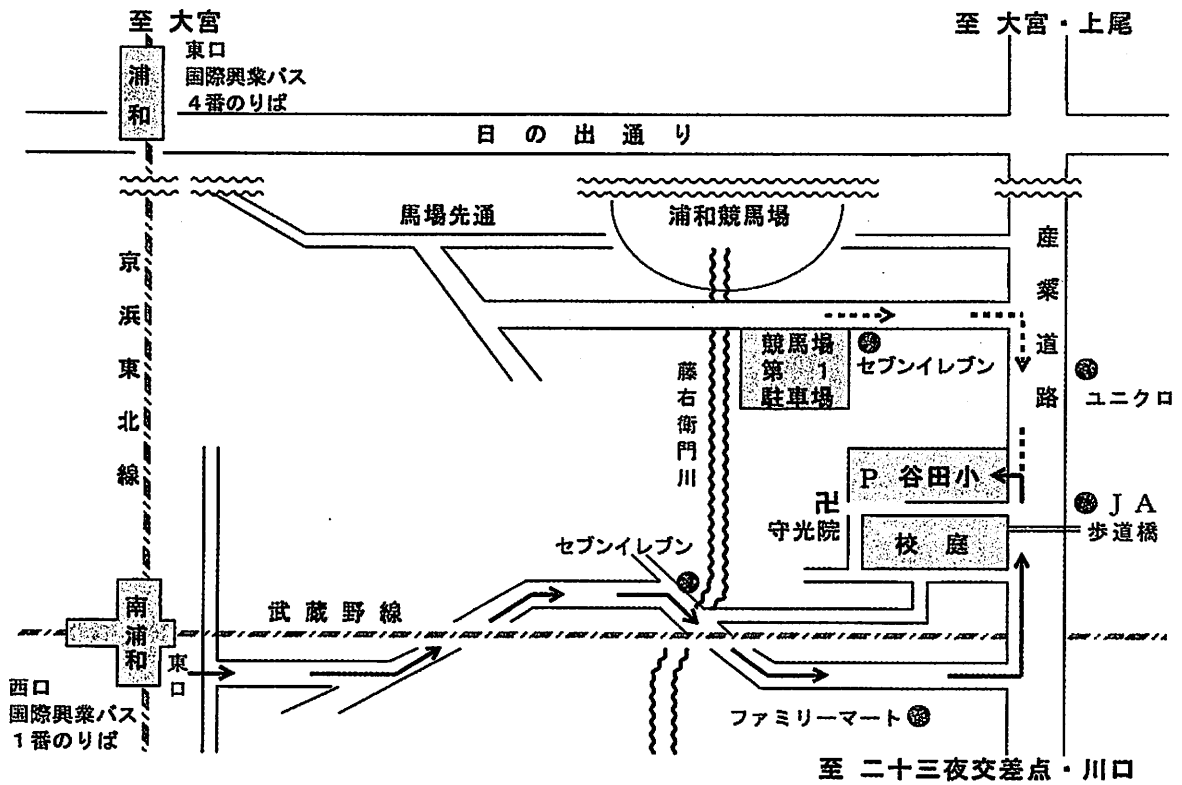 至 大宮
浦和
東口
国際興業バス
4番のりば
至 大宮・上尾
日の出通り
馬場先通
浦和競馬場
産業道路
京浜東北線
競馬場
第1
駐車場
セブンイレブン
ユニクロ
藤右衛門川
P 谷田小
卍
守光院
校庭
JA
歩道橋
セブンイレブン
南浦和
武蔵野線
東口
西口
国際興業バス
1番のりば
ファミリーマート
至 二十三夜交差点・川口